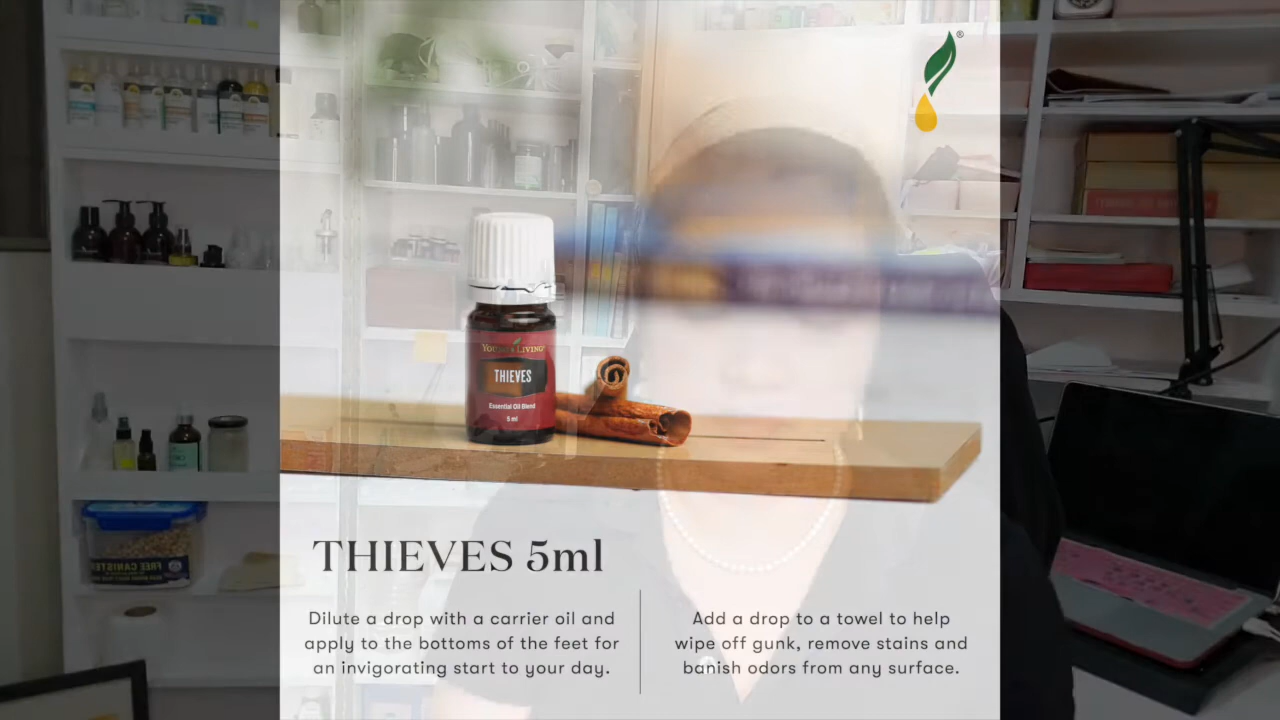 ®
YOUNG LIVING
THIEVES
Essential Oil Blend
5 ml
THIEVES 5ml
Dilute a drop with a carrier oil and
apply to the bottoms of the feet for
an invigorating start to your day.
Add a drop to a towel to help
wipe off gunk, remove stains and
banish odors from any surface.